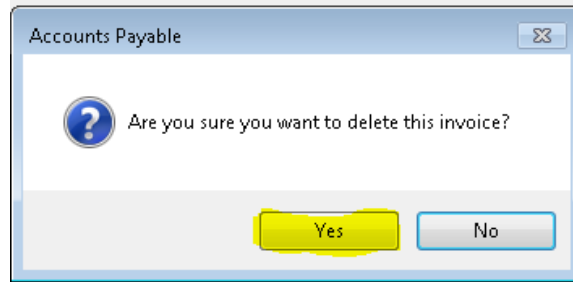 Accounts Payable
Are you sure you want to delete this invoice?
Yes
No